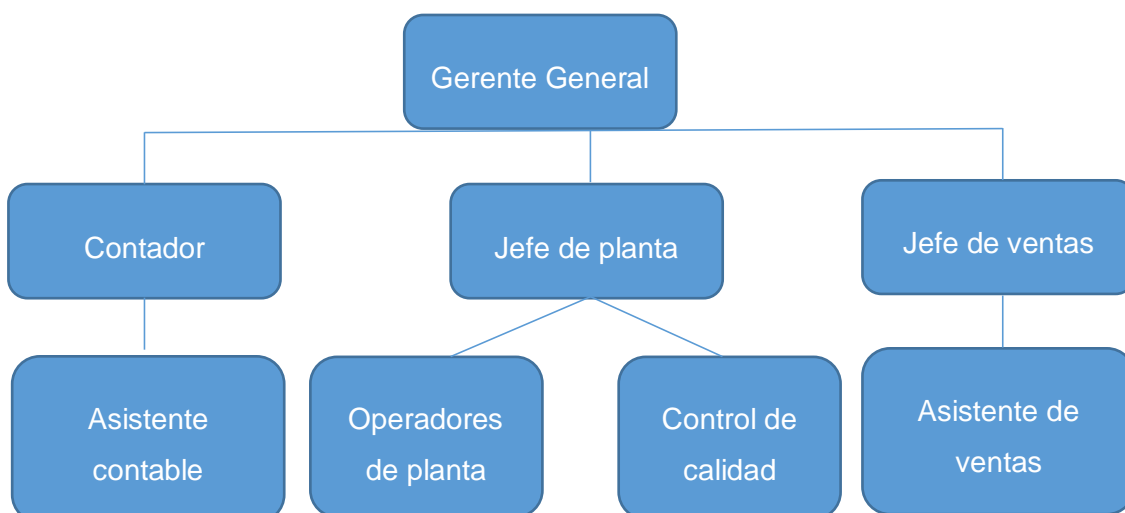 Gerente General
Contador
Jefe de planta
Jefe de ventas
Asistente
contable
Operadores
de planta
Control de
calidad
Asistente de
ventas